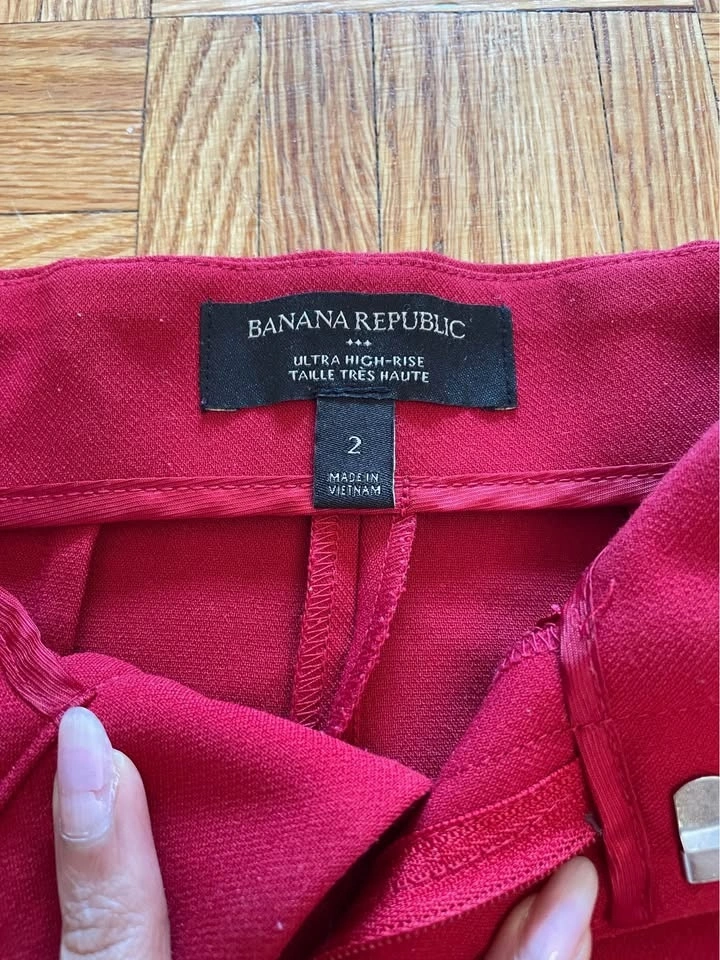 BANANA REPUBLIC
ULTRA HIGH-RISE
TAILLE TRÈS HAUTE
2
MADE IN
VIETNAM